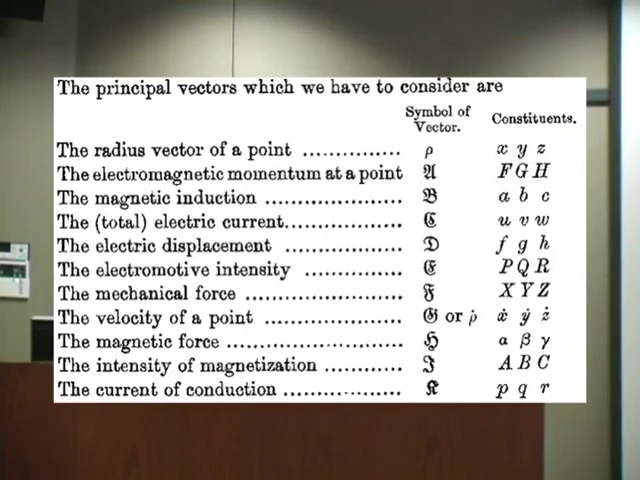 The principal vectors which we have to consider are
Symbol of Vector. Constituents.
The radius vector of a point ............... ρ x y z
The electromagnetic momentum at a point 𝔄 F G H
The magnetic induction ...................... 𝔅 a b c
The (total) electric current.................. ℭ u v w
The electric displacement .................. 𝔇 f g h
The electromotive intensity ............... 𝔈 P Q R
The mechanical force ........................ 𝔉 X Y Z
The velocity of a point ..................... 𝔊 or ρ̇ ẋ ẏ ż
The magnetic force ........................... ℌ α β γ
The intensity of magnetization ............ 𝔍 A B C
The current of conduction .................. 𝔎 p q r